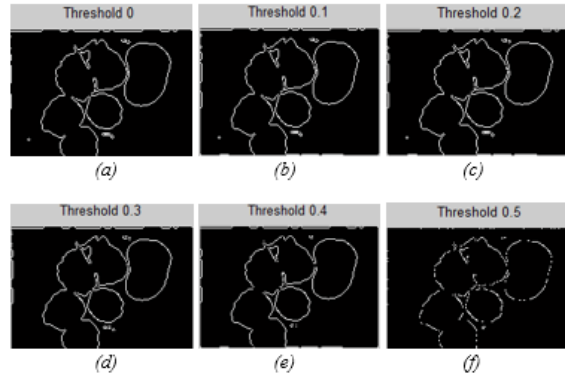 Threshold 0
Threshold 0.1
Threshold 0.2
(a)
(b)
(c)
Threshold 0.3
Threshold 0.4
Threshold 0.5
(d)
(e)
(f)